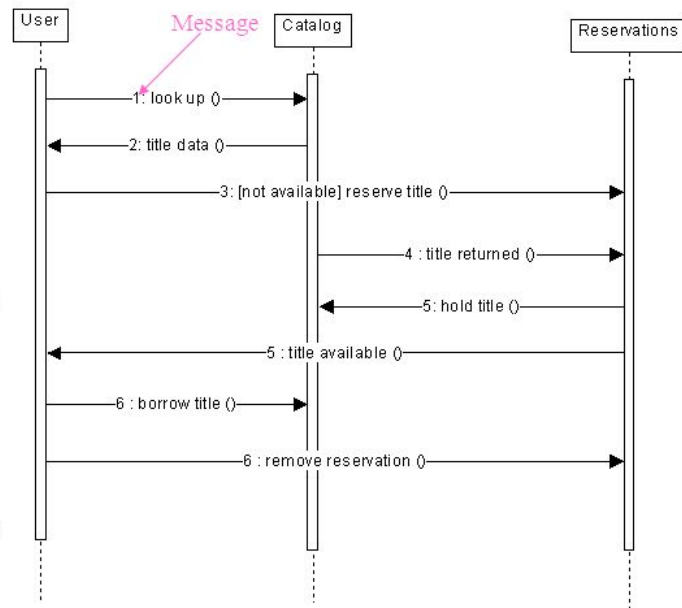 User
Message
Catalog
Reservations
1: look up ()
2: title data ()
3: [not available] reserve title ()
4 : title returned ()
5: hold title ()
5 : title available ()
6 : borrow title ()
6 : remove reservation ()